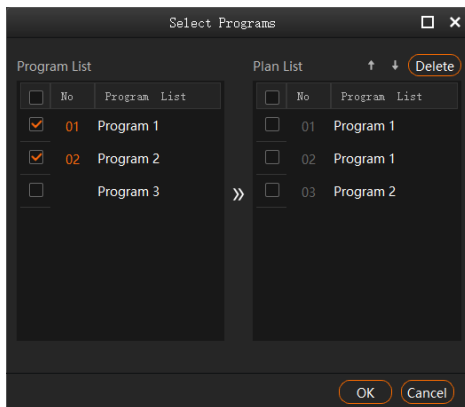 Select Programs
Program List
No Program List
01 Program 1
02 Program 2
Program 3
Plan List
Delete
No Program List
01 Program 1
02 Program 1
03 Program 2
OK
Cancel